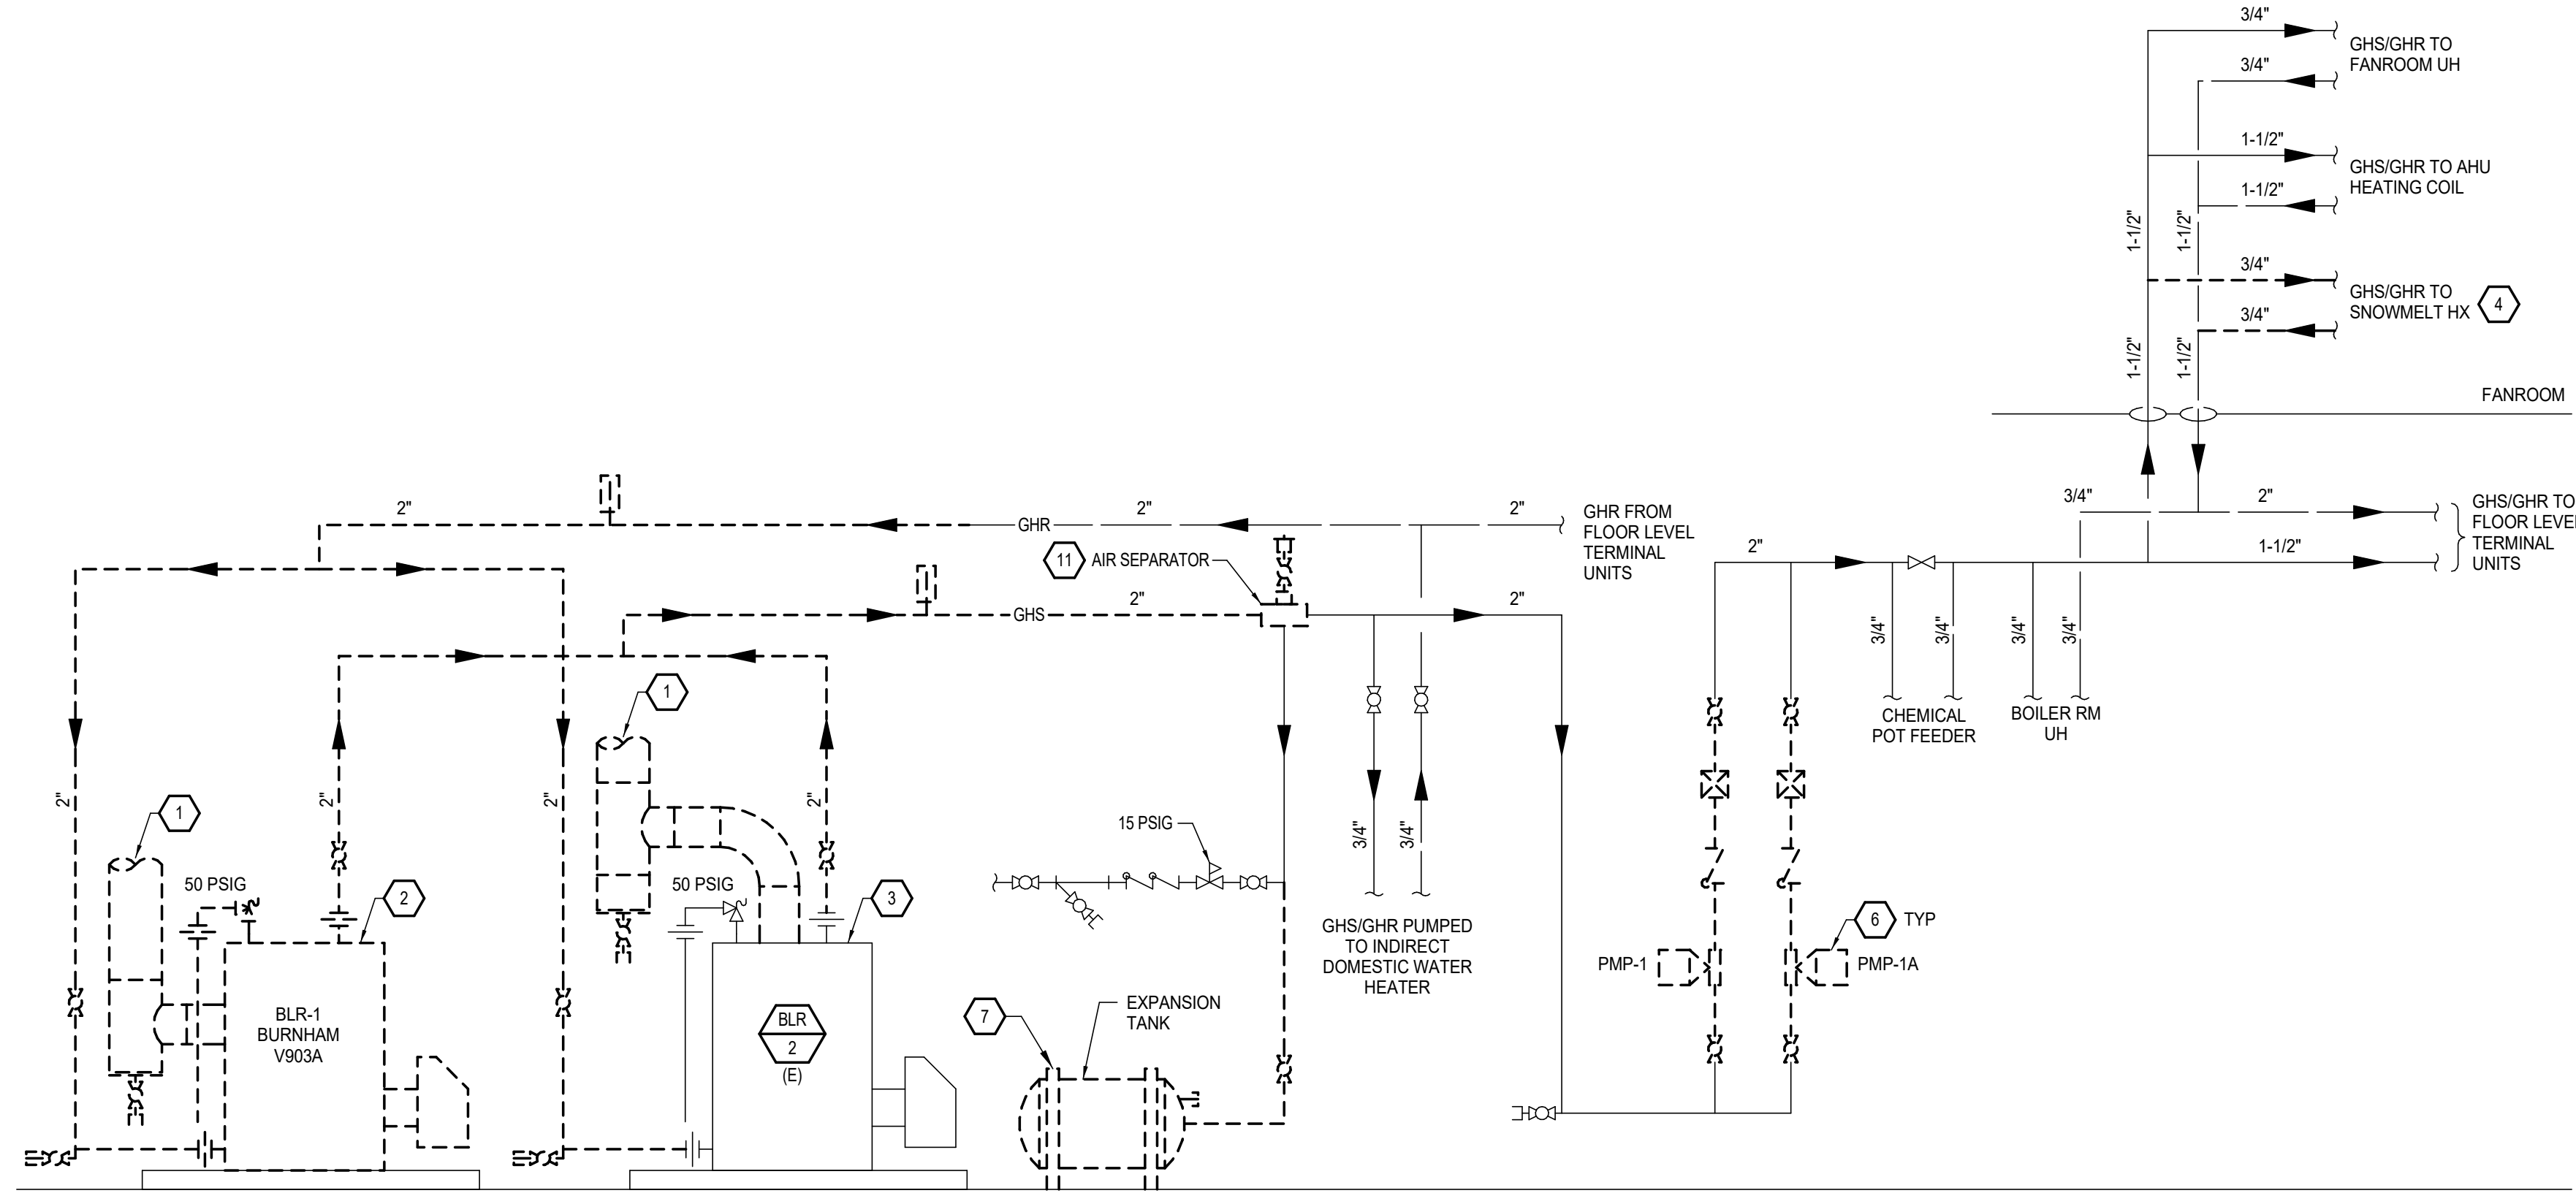 3/4"
GHS/GHR TO
FANROOM UH
3/4"
1-1/2"
GHS/GHR TO AHU
HEATING COIL
1-1/2"
1-1/2"
1-1/2"
3/4"
GHS/GHR TO
SNOWMELT HX
4
3/4"
1-1/2"
1-1/2"
FANROOM
2"
GHR
2"
2"
GHR FROM
FLOOR LEVEL
TERMINAL
UNITS
3/4"
2"
GHS/GHR TO
FLOOR LEVEL
TERMINAL
UNITS
2"
1-1/2"
11
AIR SEPARATOR
GHS
2"
2"
3/4"
3/4"
3/4"
3/4"
CHEMICAL
POT FEEDER
BOILER RM
UH
1
1
2"
2"
2"
2"
15 PSIG
3/4"
3/4"
50 PSIG
2
50 PSIG
3
GHS/GHR PUMPED
TO INDIRECT
DOMESTIC WATER
HEATER
6
TYP
PMP-1
PMP-1A
BLR-1
BURNHAM
V903A
BLR
2
(E)
7
EXPANSION
TANK